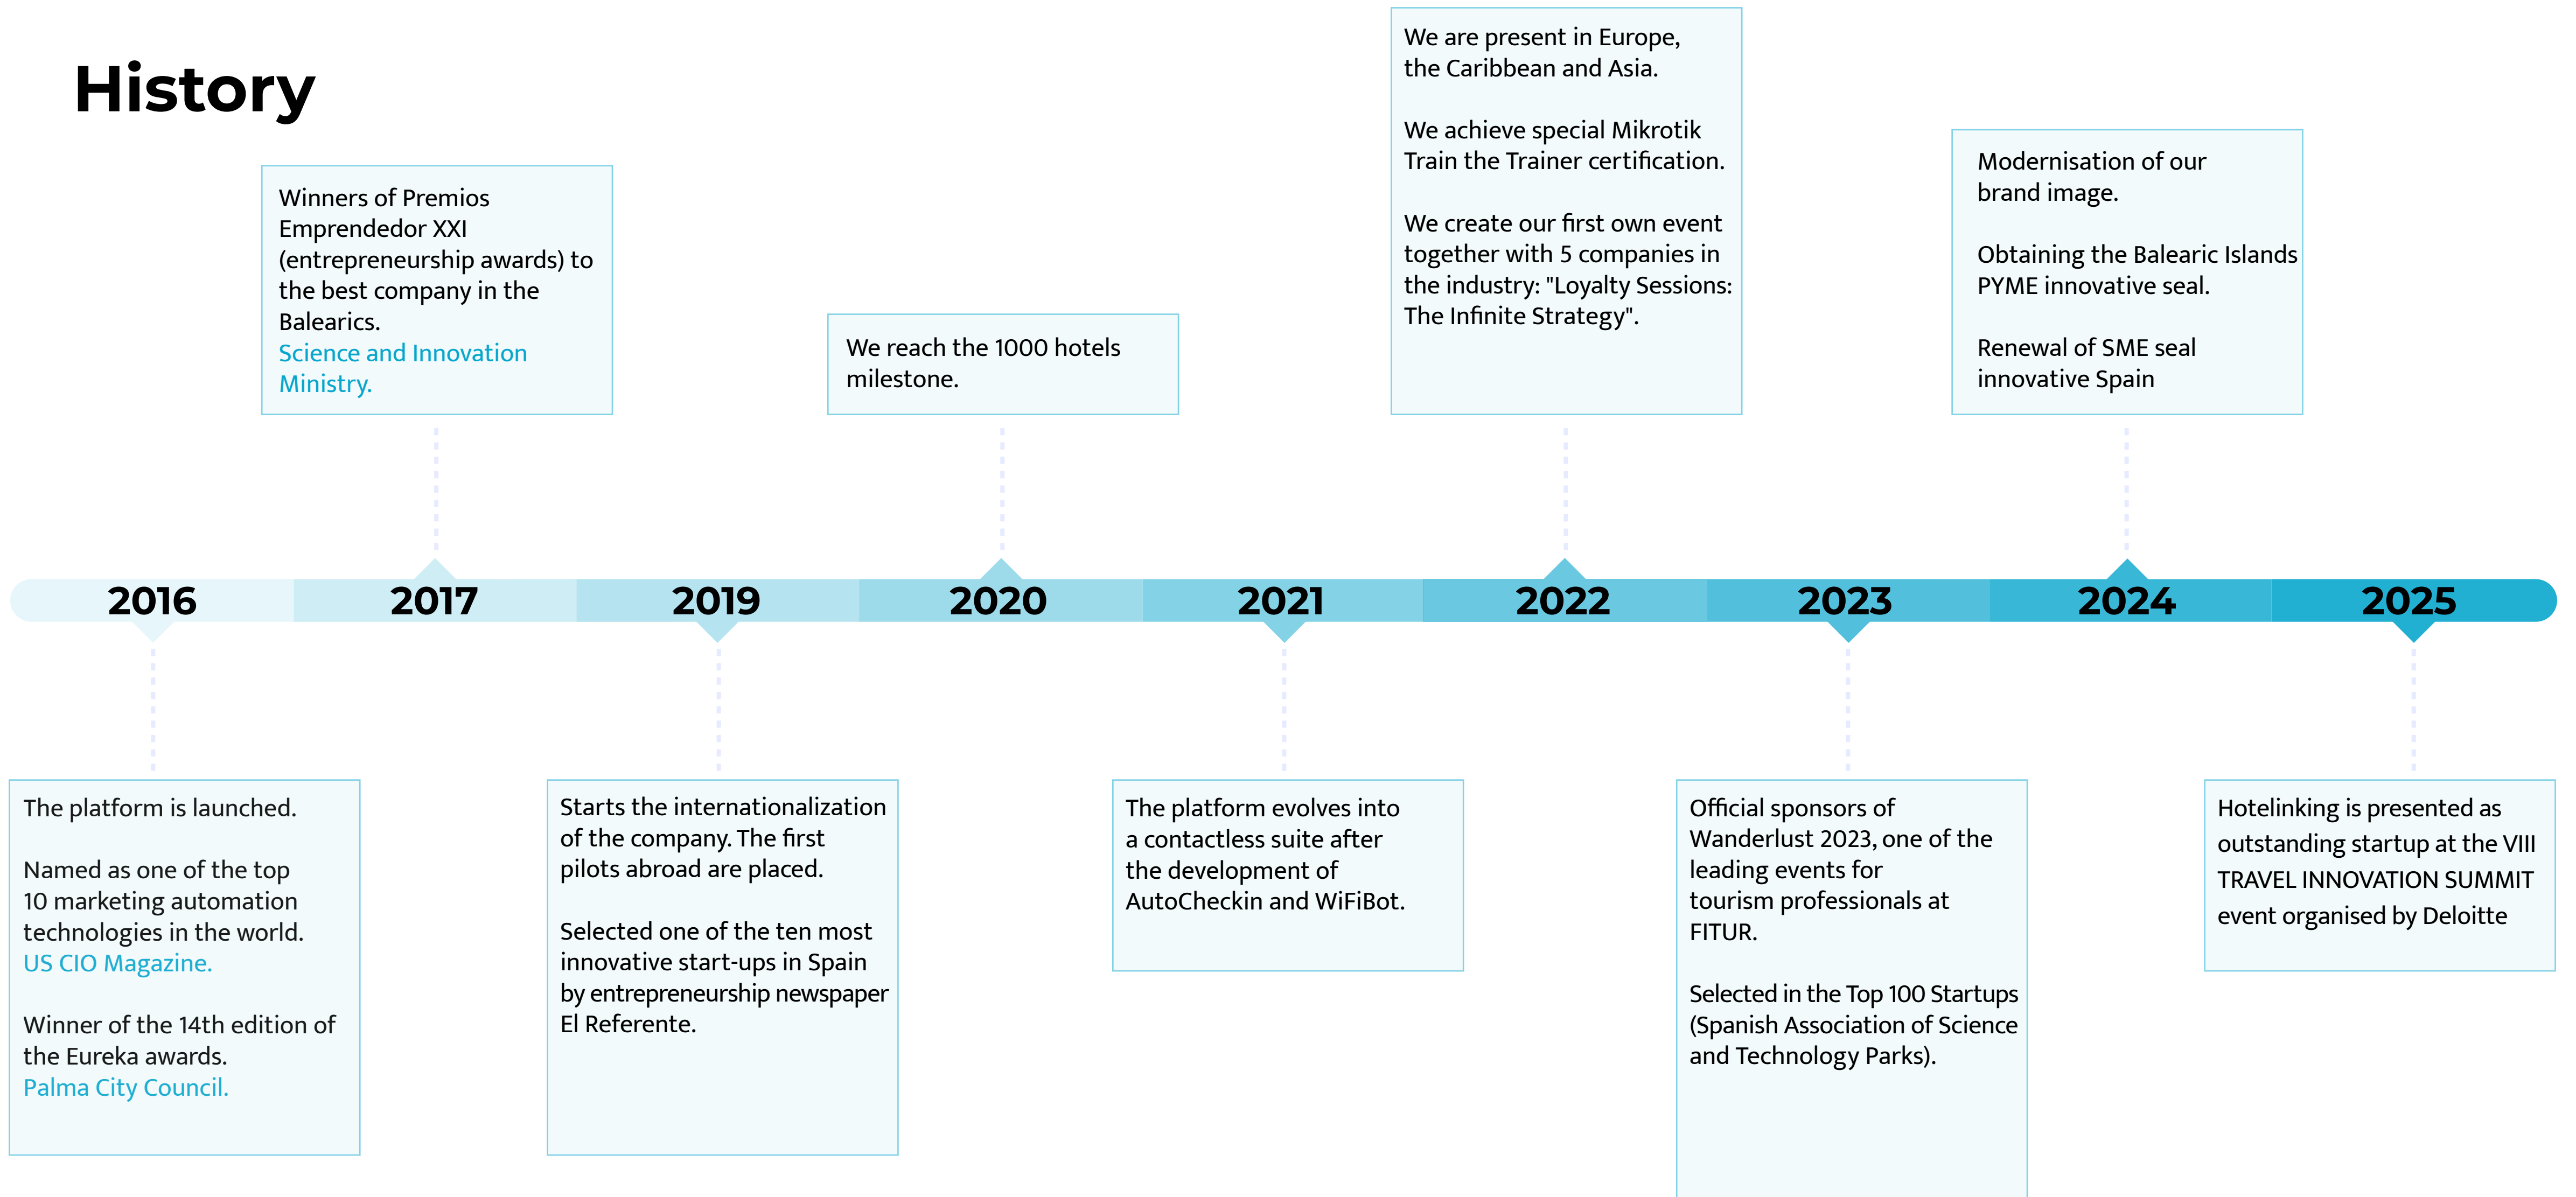 History
Winners of Premios
Emprendedor XXI
(entrepreneurship awards) to
the best company in the
Balearics.
Science and Innovation
Ministry.
We reach the 1000 hotels
milestone.
We are present in Europe,
the Caribbean and Asia.
We achieve special Mikrotik
Train the Trainer certification.
We create our first own event
together with 5 companies in
the industry: "Loyalty Sessions:
The Infinite Strategy".
Modernisation of our
brand image.
Obtaining the Balearic Islands
PYME innovative seal.
Renewal of SME seal
innovative Spain
2016 2017 2019 2020 2021 2022 2023 2024 2025
The platform is launched.
Named as one of the top
10 marketing automation
technologies in the world.
US CIO Magazine.
Winner of the 14th edition of
the Eureka awards.
Palma City Council.
Starts the internationalization
of the company. The first
pilots abroad are placed.
Selected one of the ten most
innovative start-ups in Spain
by entrepreneurship newspaper
El Referente.
The platform evolves into
a contactless suite after
the development of
AutoCheckin and WiFiBot.
Official sponsors of
Wanderlust 2023, one of the
leading events for
tourism professionals at
FITUR.
Selected in the Top 100 Startups
(Spanish Association of Science
and Technology Parks).
Hotelinking is presented as
outstanding startup at the VIII
TRAVEL INNOVATION SUMMIT
event organised by Deloitte